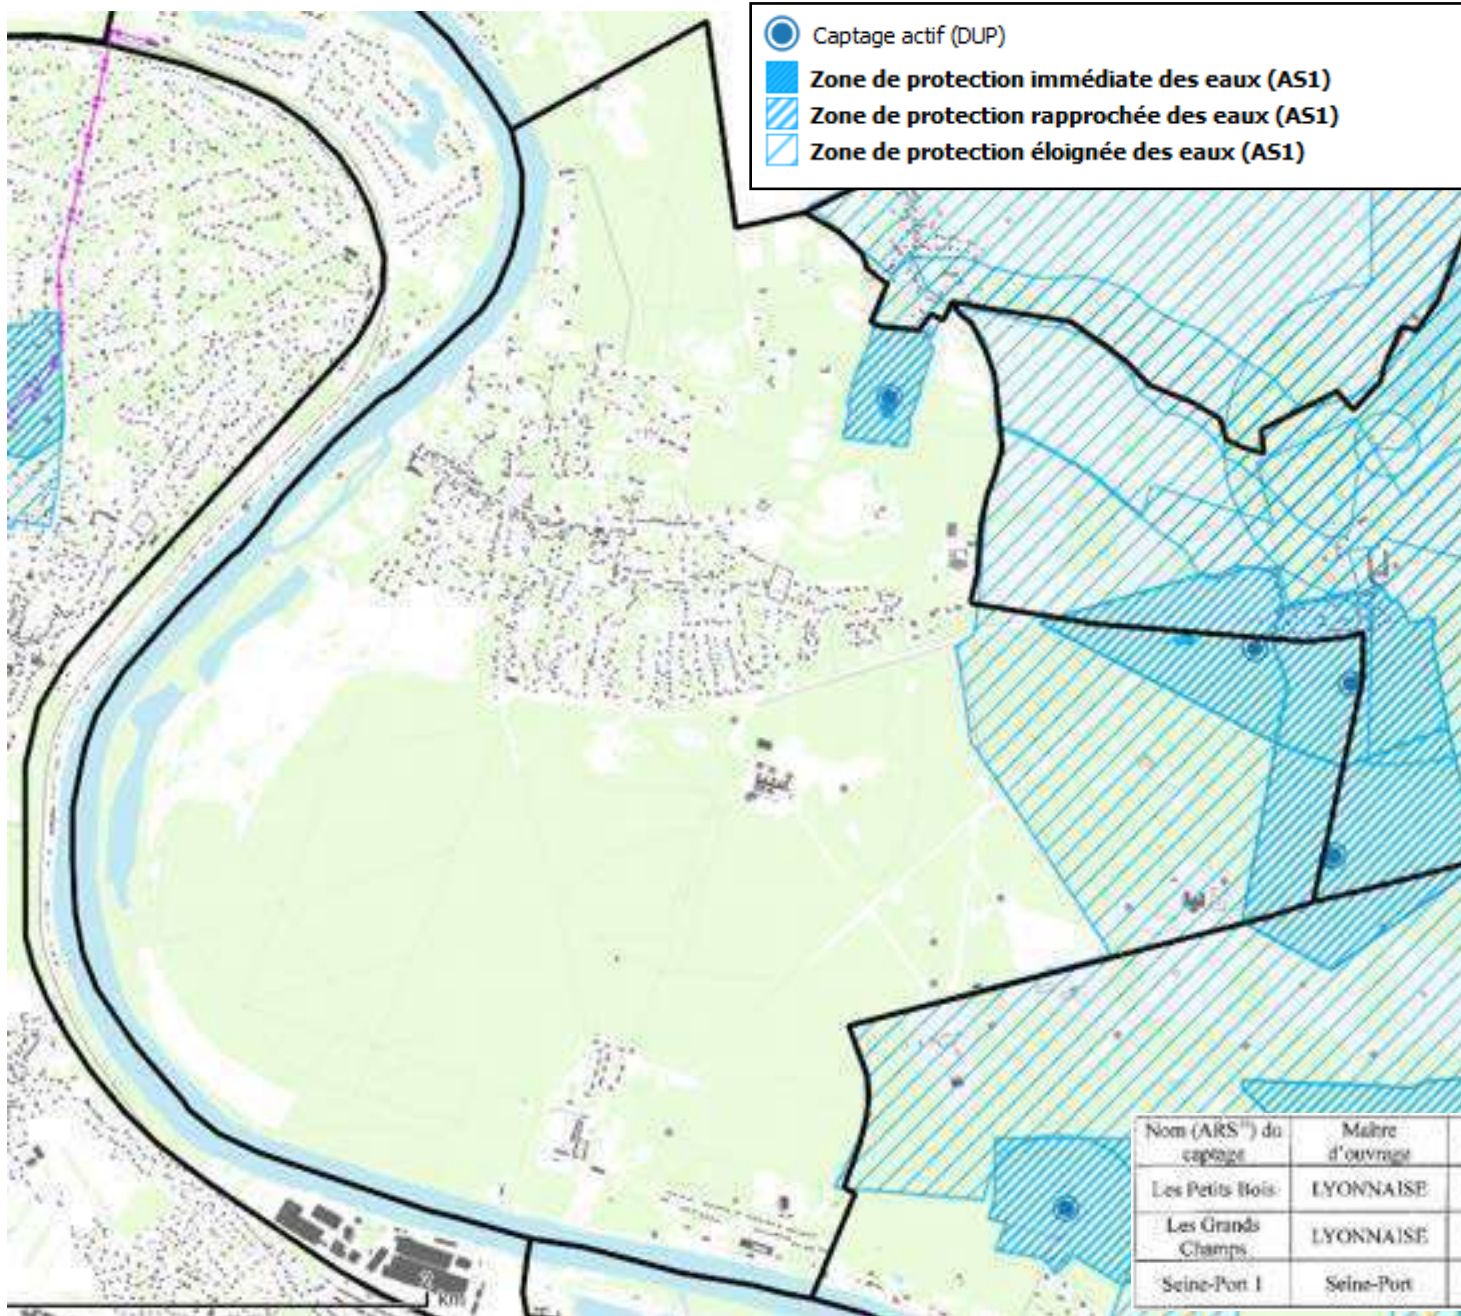 Captage actif (DUP)
Zone de protection immédiate des eaux (AS1)
Zone de protection rapprochée des eaux (AS1)
Zone de protection éloignée des eaux (AS1)
Nom (ARS) du captage
Maître d'ouvrage
Les Petits Bois LYONNAISE
Les Grands Champs LYONNAISE
Seine-Port 1 Seine-Port
1 km